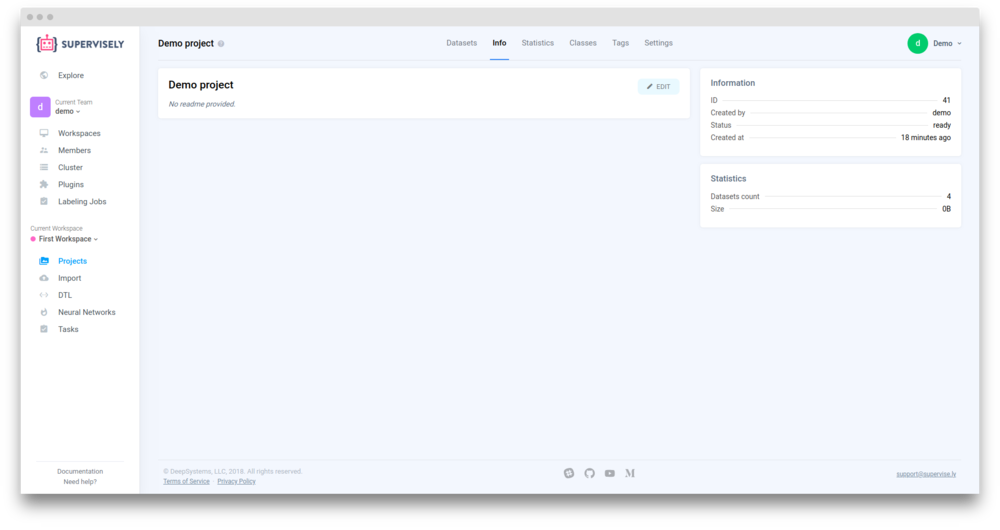 SUPERVISELY
Demo project
Datasets Info Statistics Classes Tags Settings
d Demo
Explore
d Current Team
demo
Workspaces
Members
Cluster
Plugins
Labeling Jobs
Current Workspace
First Workspace
Projects
Import
DTL
Neural Networks
Tasks
Documentation
Need help?
Demo project
EDIT
No readme provided.
Information
ID 41
Created by demo
Status ready
Created at 18 minutes ago
Statistics
Datasets count 4
Size 0B
© DeepSystems, LLC, 2018. All rights reserved.
Terms of Service · Privacy Policy
support@supervise.ly